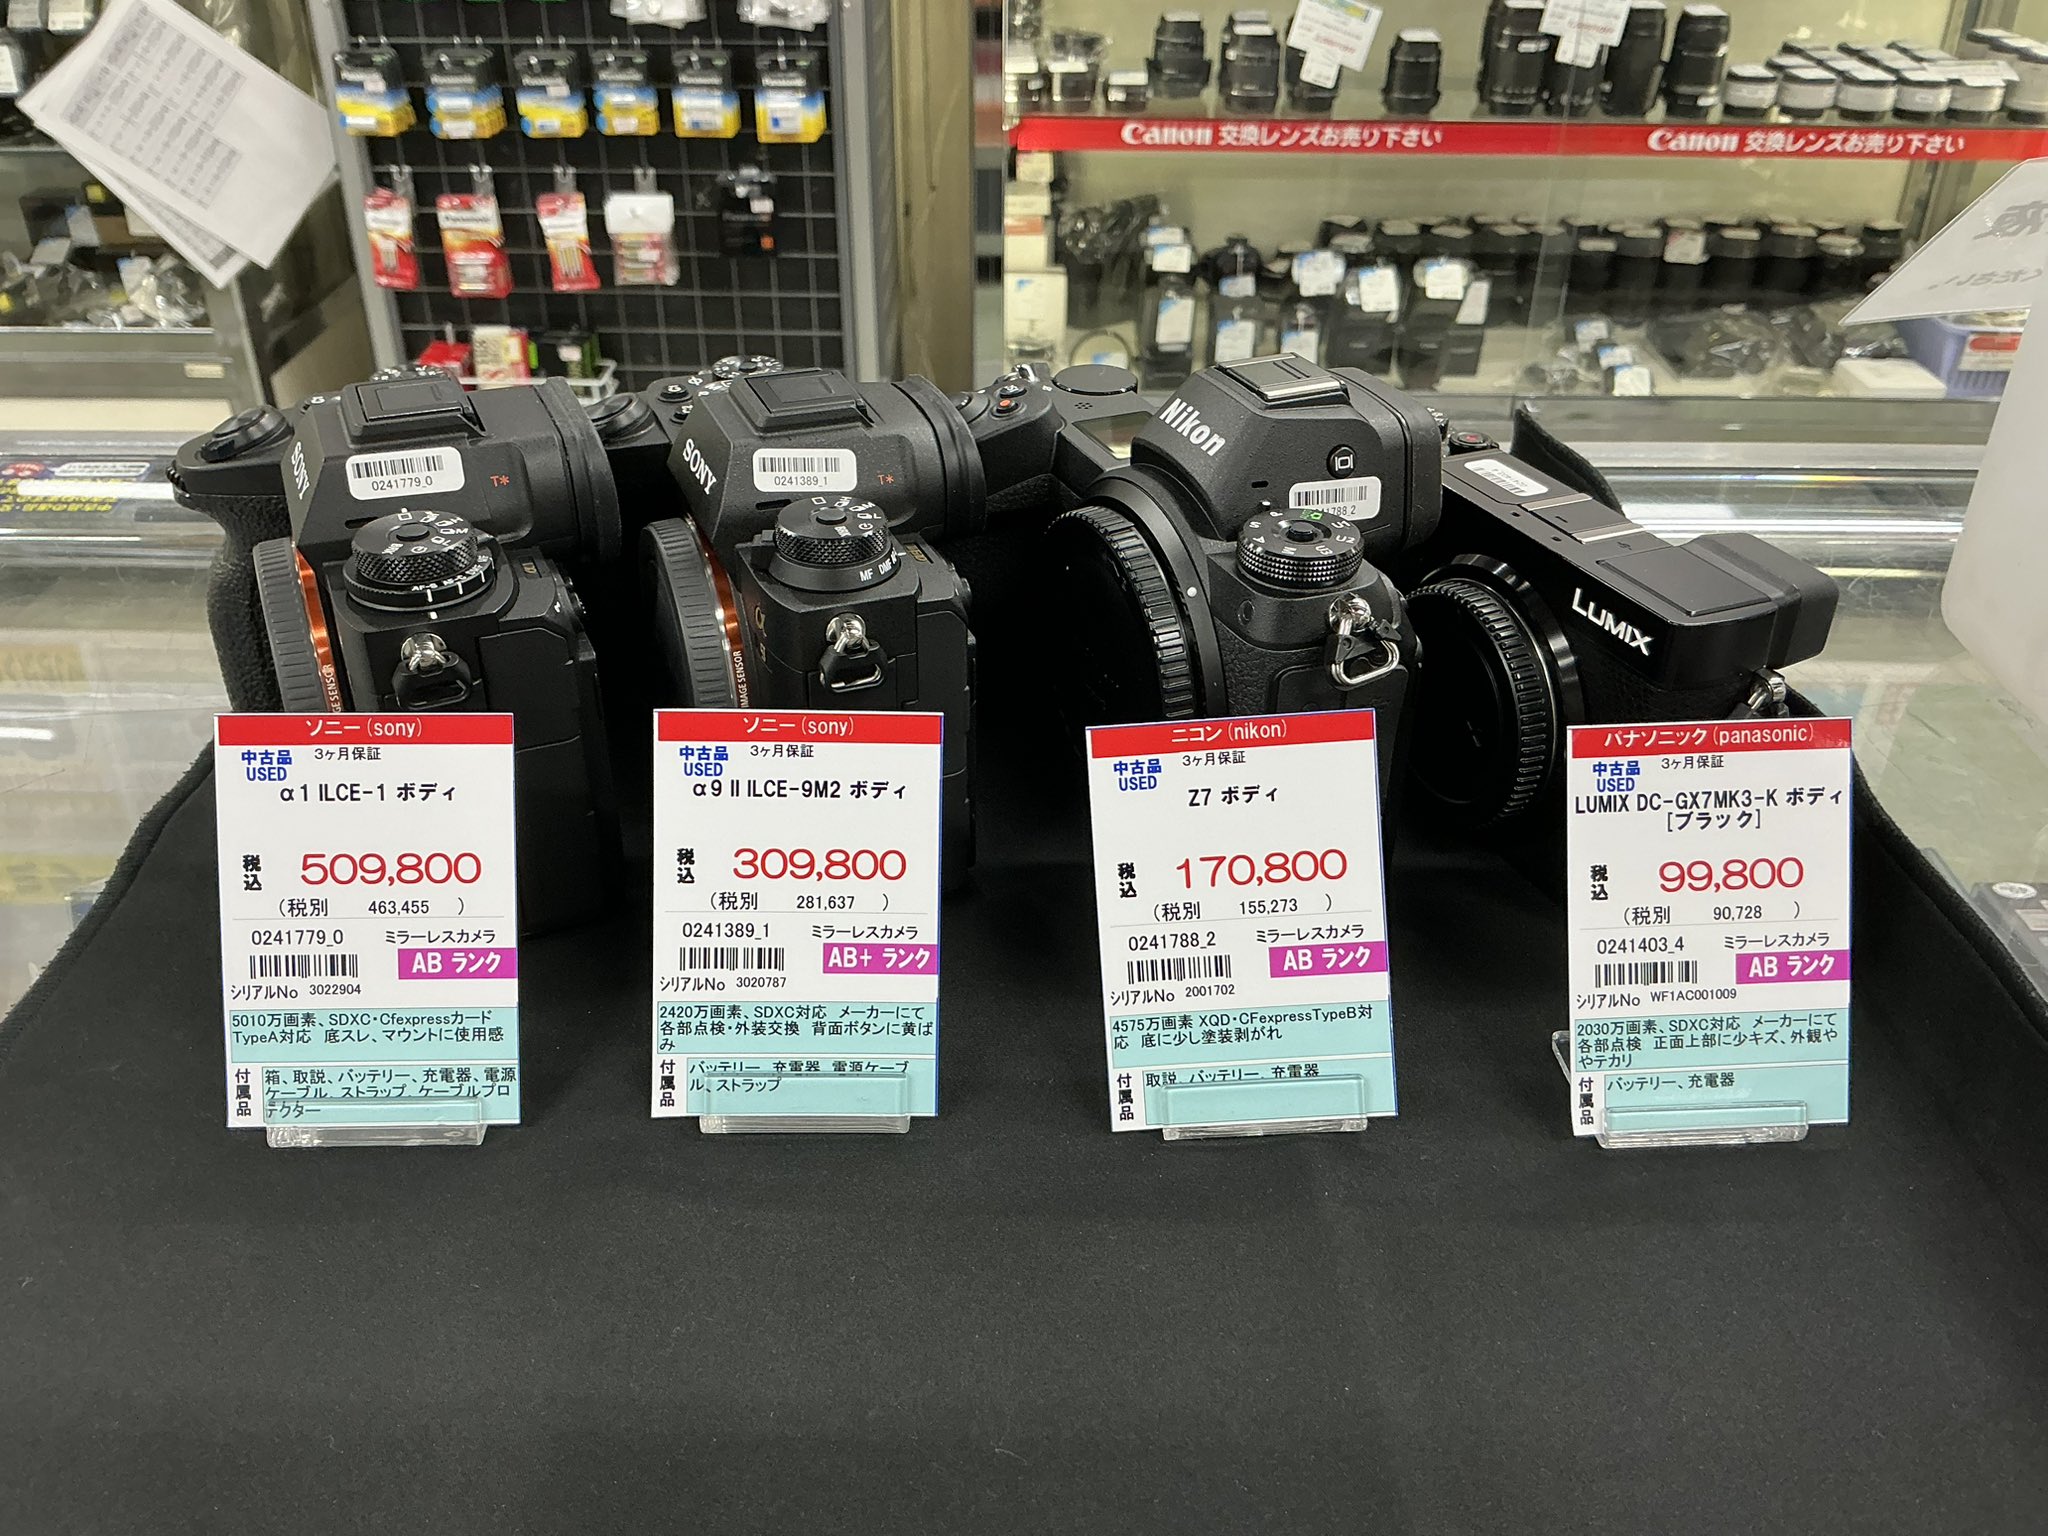 Canon 交換レンズお売り下さい
Canon 交換レンズお売り下さい
SONY
0241779_0
T*
SONY
0241389_1
T*
MF DMF
IMAGE SENSOR
Nikon
LUMIX
ソニー(sony)
中古品 3ヶ月保証
USED
α1 ILCE-1 ボディ
税込 509,800
(税別 463,455 )
0241779_0 ミラーレスカメラ
AB ランク
シリアルNo 3022904
5010万画素、SDXC・Cfexpressカード
TypeA対応 底スレ、マウントに使用感
付属品
箱、取説、バッテリー、充電器、電源
ケーブル、ストラップ、ケーブルプロ
テクター
ソニー(sony)
中古品 3ヶ月保証
USED
α9 II ILCE-9M2 ボディ
税込 309,800
(税別 281,637 )
0241389_1 ミラーレスカメラ
AB+ ランク
シリアルNo 3020787
2420万画素、SDXC対応 メーカーにて
各部点検・外装交換 背面ボタンに黄ば
み
付属品
バッテリー、充電器、電源ケーブ
ル、ストラップ
ニコン(nikon)
中古品 3ヶ月保証
USED
Z7 ボディ
税込 170,800
(税別 155,273 )
0241788_2 ミラーレスカメラ
AB ランク
シリアルNo 2001702
4575万画素 XQD・CFexpressTypeB対
応 底に少し塗装剥がれ
付属品
取説、バッテリー、充電器
パナソニック(panasonic)
中古品 3ヶ月保証
USED
LUMIX DC-GX7MK3-K ボディ
[ブラック]
税込 99,800
(税別 90,728 )
0241403_4 ミラーレスカメラ
AB ランク
シリアルNo WF1AC001009
2030万画素、SDXC対応 メーカーにて
各部点検 正面上部に少キズ、外観や
やテカリ
付属品
バッテリー、充電器